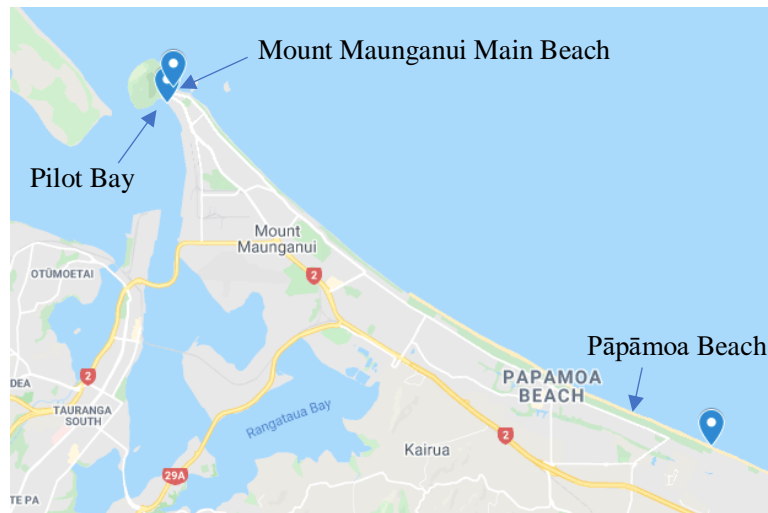 Mount Maunganui Main Beach
Pilot Bay
Mount
Maunganui
2
OTŪMOETAI
Pāpāmoa Beach
PAPAMOA
BEACH
DEA
2
TAURANGA
SOUTH
Rangataua Bay
Kairua
2
29A
TE PA